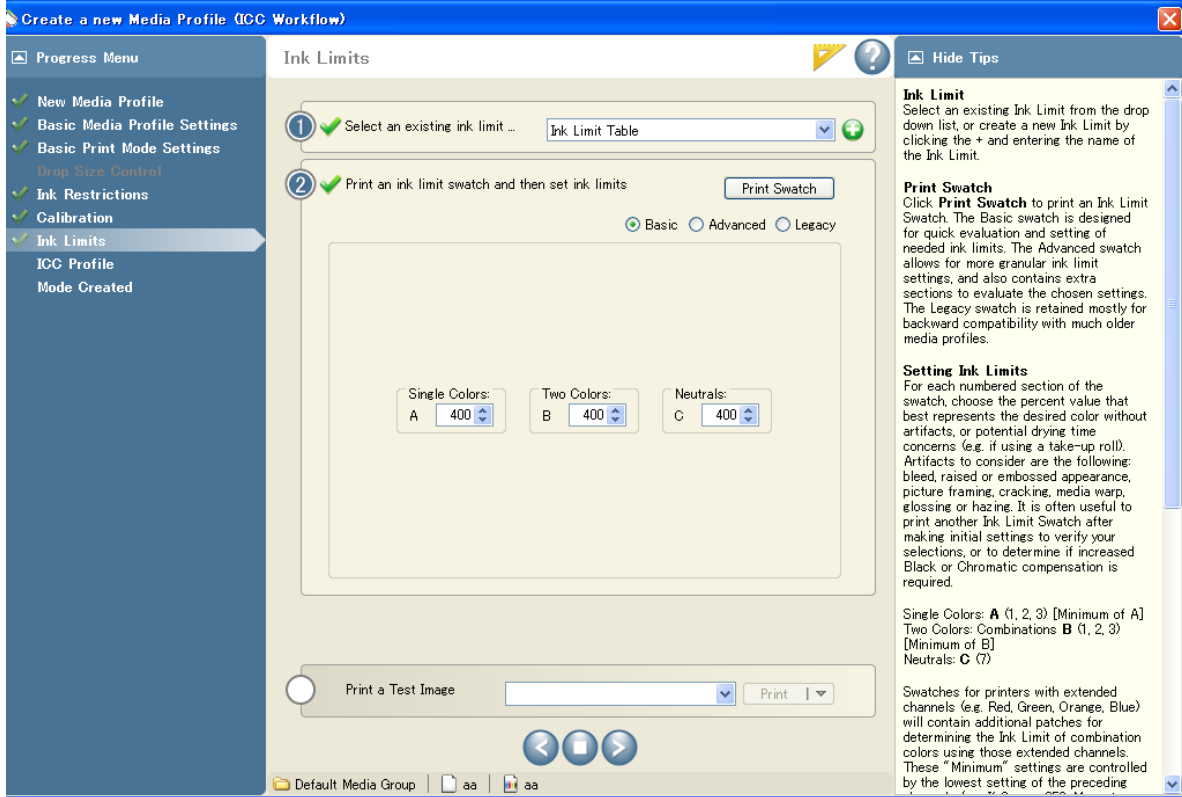 Create a new Media Profile (ICC Workflow)
Progress Menu
New Media Profile
Basic Media Profile Settings
Basic Print Mode Settings
Drop Size Control
Ink Restrictions
Calibration
Ink Limits
ICC Profile
Mode Created
Ink Limits
?
1
Select an existing ink limit ...
Ink Limit Table
2
Print an ink limit swatch and then set ink limits
Print Swatch
Basic
Advanced
Legacy
Single Colors:
A 400
Two Colors:
B 400
Neutrals:
C 400
Print a Test Image
Print
Default Media Group
aa
aa
Hide Tips
Ink Limit
Select an existing Ink Limit from the drop
down list, or create a new Ink Limit by
clicking the + and entering the name of
the Ink Limit.
Print Swatch
Click Print Swatch to print an Ink Limit
Swatch. The Basic swatch is designed
for quick evaluation and setting of
needed ink limits. The Advanced swatch
allows for more granular ink limit
settings, and also contains extra
sections to evaluate the chosen settings.
The Legacy swatch is retained mostly for
backward compatibility with much older
media profiles.
Setting Ink Limits
For each numbered section of the
swatch, choose the percent value that
best represents the desired color without
artifacts, or potential drying time
concerns (e.g. if using a take-up roll).
Artifacts to consider are the following:
bleed, raised or embossed appearance,
picture framing, cracking, media warp,
glossing or hazing. It is often useful to
print another Ink Limit Swatch after
making initial settings to verify your
selections, or to determine if increased
Black or Chromatic compensation is
required.
Single Colors: A (1, 2, 3) [Minimum of A]
Two Colors: Combinations B (1, 2, 3)
[Minimum of B]
Neutrals: C (7)
Swatches for printers with extended
channels (e.g. Red, Green, Orange, Blue)
will contain additional patches for
determining the Ink Limit of combination
colors using those extended channels.
These "Minimum" settings are controlled
by the lowest setting of the preceding